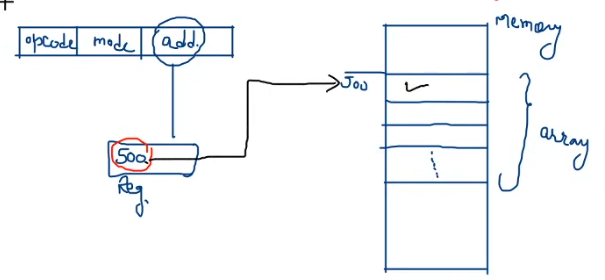 +
Memory
opcode mode add.
500
500
array
Reg.